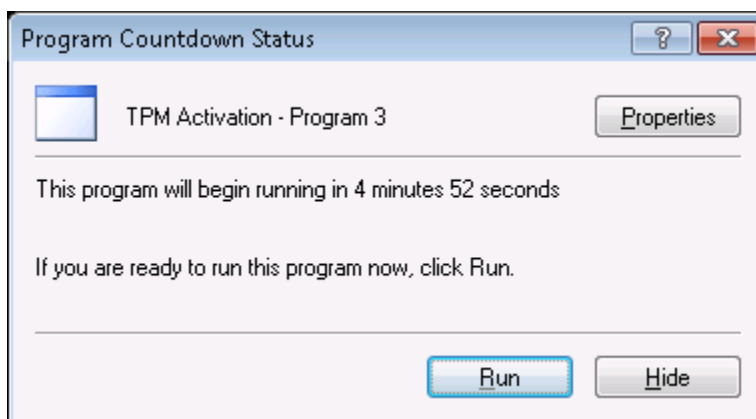 Program Countdown Status
TPM Activation - Program 3
Properties
This program will begin running in 4 minutes 52 seconds
If you are ready to run this program now, click Run.
Run
Hide